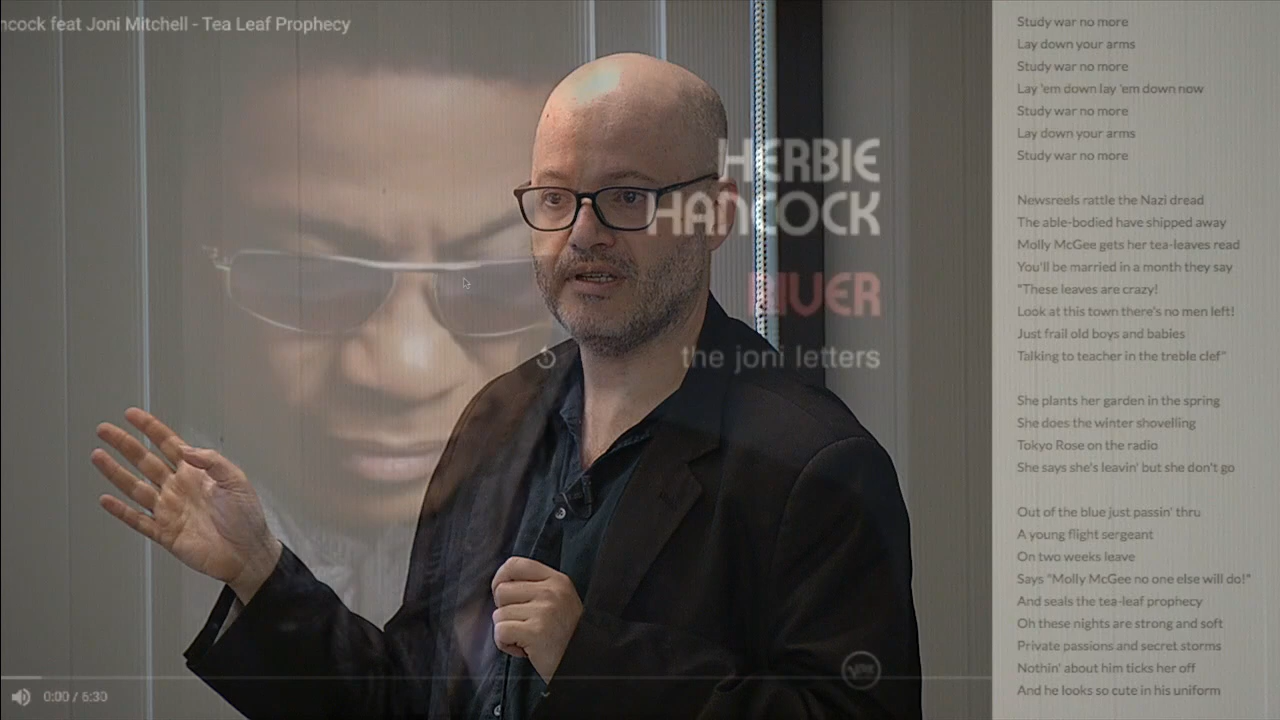 ncock feat Joni Mitchell - Tea Leaf Prophecy
HERBIE
HANCOCK
RIVER
the joni letters
5
VERVE
0:00 / 6:30
Study war no more
Lay down your arms
Study war no more
Lay 'em down lay 'em down now
Study war no more
Lay down your arms
Study war no more
Newsreels rattle the Nazi dread
The able-bodied have shipped away
Molly McGee gets her tea-leaves read
You'll be married in a month they say
"These leaves are crazy!
Look at this town there's no men left!
Just frail old boys and babies
Talking to teacher in the treble clef"
She plants her garden in the spring
She does the winter shovelling
Tokyo Rose on the radio
She says she's leavin' but she don't go
Out of the blue just passin' thru
A young flight sergeant
On two weeks leave
Says "Molly McGee no one else will do!"
And seals the tea-leaf prophecy
Oh these nights are strong and soft
Private passions and secret storms
Nothin' about him ticks her off
And he looks so cute in his uniform